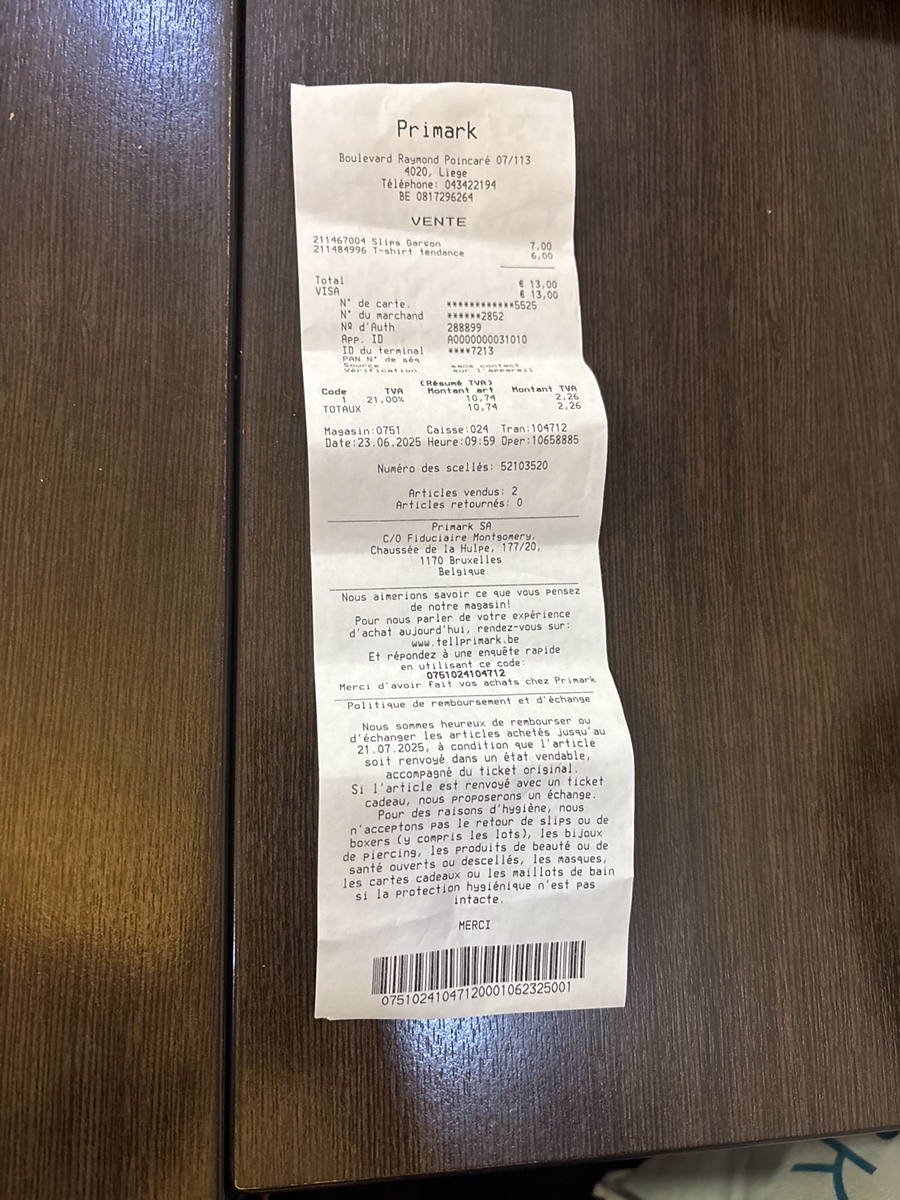 Primark
Boulevard Raymond Poincaré 07/113
4020, Liege
Téléphone: 043422194
BE 0817296264
VENTE
211467004 Slips Garçon 7,00
211484996 T-shirt tendance 6,00
Total € 13,00
VISA € 13,00
N° de carte. ************5525
N° du marchand ******2852
Nº d'Auth 288899
App. ID A0000000031010
ID du terminal ****7213
PAN N° de séq
Source sans contact
Vérification sur l'appareil
(Résumé TVA)
Code TVA Montant art Montant TVA
1 21,00% 10,74 2,26
TOTAUX 10,74 2,26
Magasin:0751 Caisse:024 Tran:104712
Date:23.06.2025 Heure:09:59 Oper:10658885
Numéro des scellés: 52103520
Articles vendus: 2
Articles retournés: 0
Primark SA
C/O Fiduciaire Montgomery,
Chaussée de la Hulpe, 177/20,
1170 Bruxelles
Belgique
Nous aimerions savoir ce que vous pensez
de notre magasin!
Pour nous parler de votre expérience
d'achat aujourd'hui, rendez-vous sur:
www.tellprimark.be
Et répondez à une enquête rapide
en utilisant ce code:
0751024104712
Merci d'avoir fait vos achats chez Primark
Politique de remboursement et d'échange
Nous sommes heureux de rembourser ou
d'échanger les articles achetés jusqu'au
21.07.2025, à condition que l'article
soit renvoyé dans un état vendable,
accompagné du ticket original.
Si l'article est renvoyé avec un ticket
cadeau, nous proposerons un échange.
Pour des raisons d'hygiène, nous
n'acceptons pas le retour de slips ou de
boxers (y compris les lots), les bijoux
de piercing, les produits de beauté ou de
santé ouverts ou descellés, les masques,
les cartes cadeaux ou les maillots de bain
si la protection hygiénique n'est pas
intacte.
MERCI
07510241047120001062325001